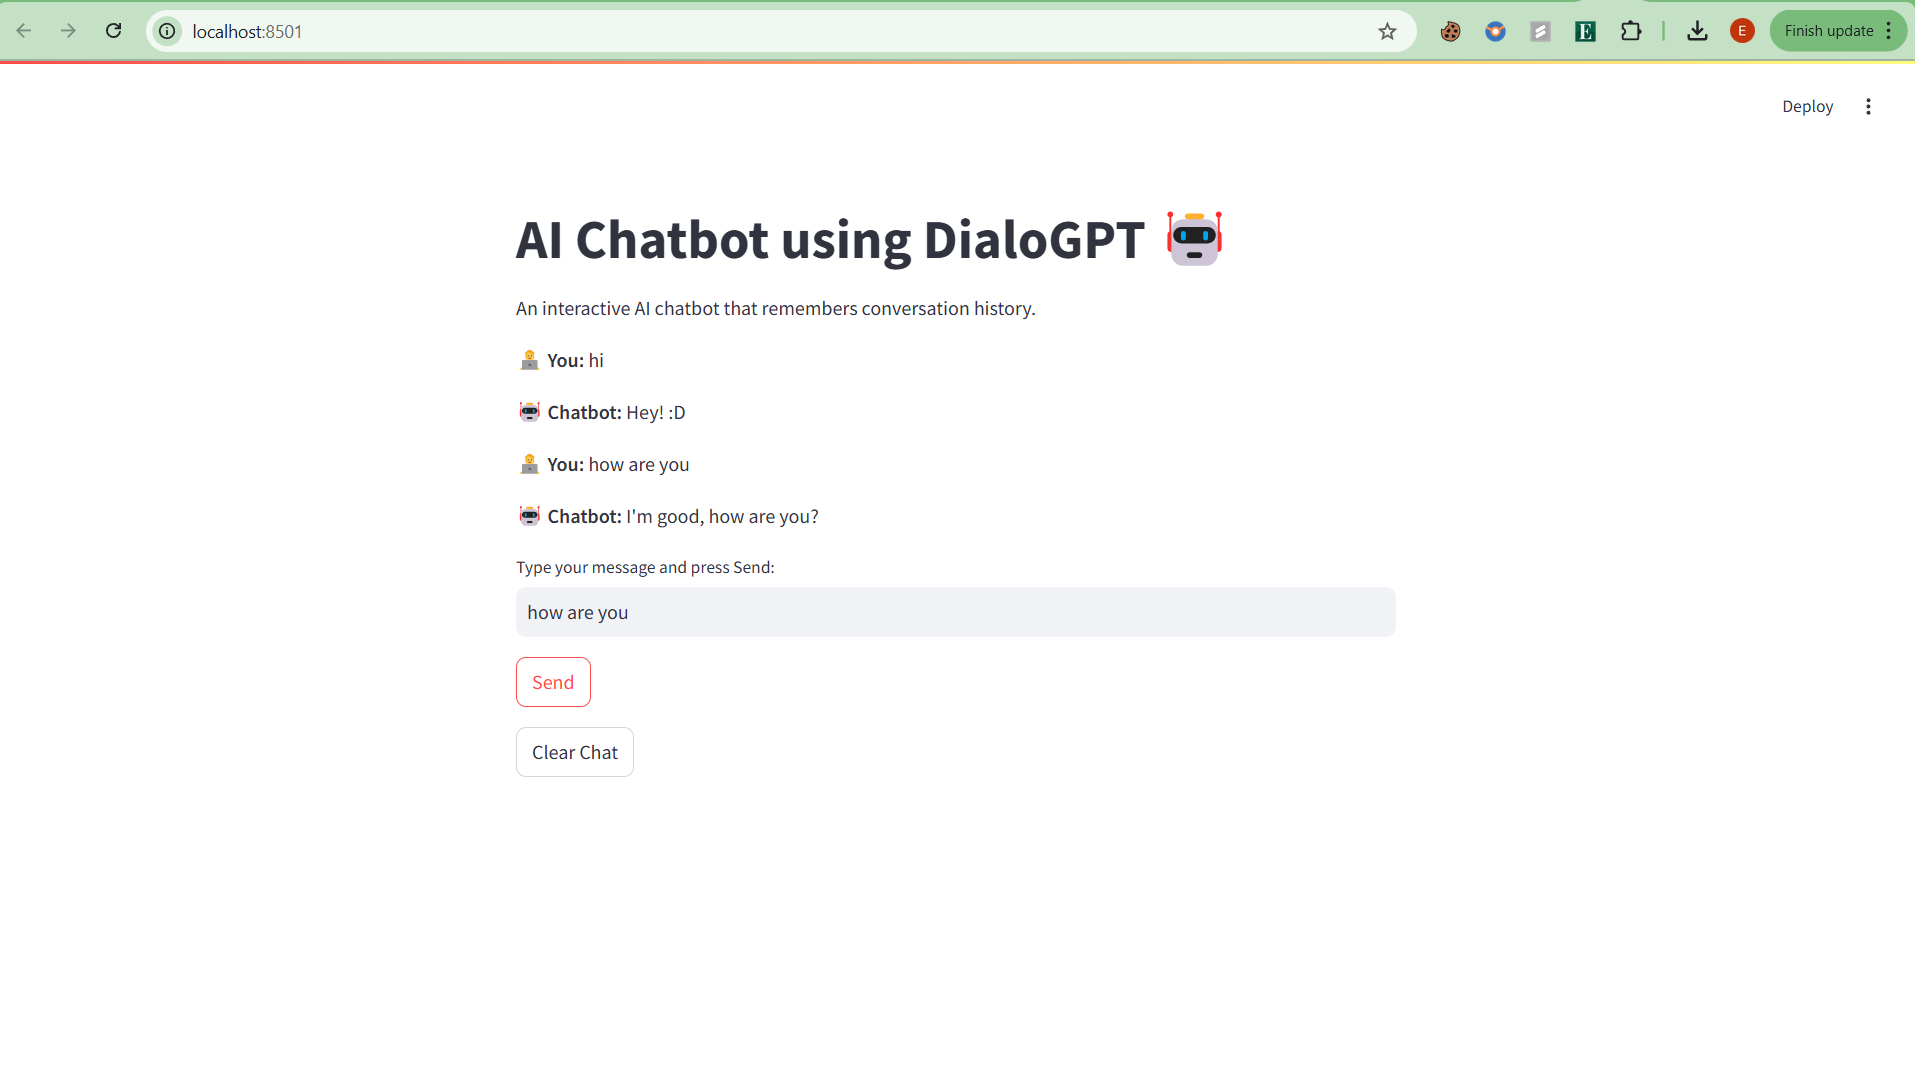 localhost:8501
E
E
Finish update
Deploy
AI Chatbot using DialoGPT
An interactive AI chatbot that remembers conversation history.
You: hi
Chatbot: Hey! :D
You: how are you
Chatbot: I'm good, how are you?
Type your message and press Send:
how are you
Send
Clear Chat